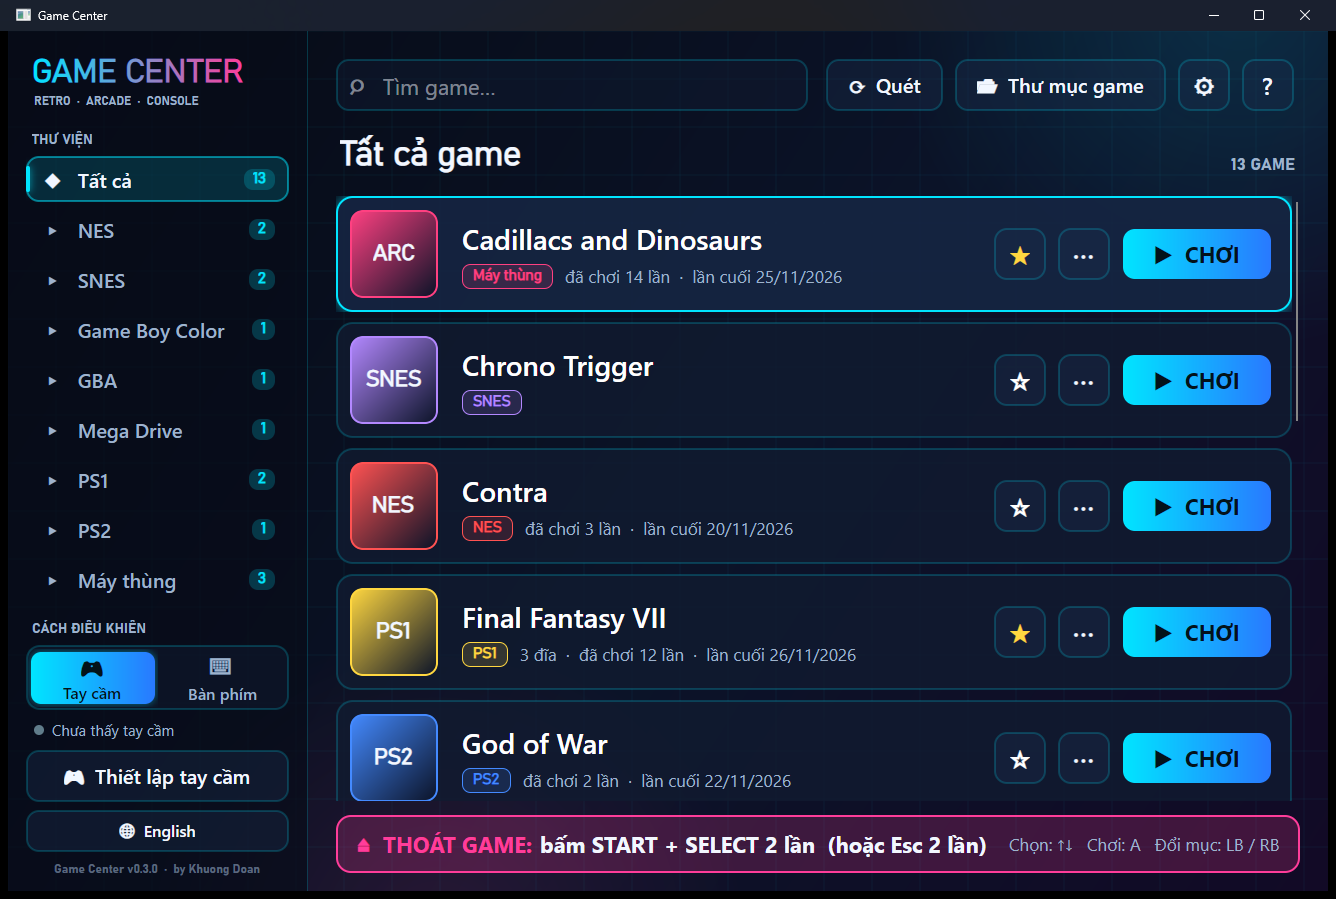 Game Center
GAME CENTER
RETRO · ARCADE · CONSOLE
THƯ VIỆN
Tất cả 13
NES 2
SNES 2
Game Boy Color 1
GBA 1
Mega Drive 1
PS1 2
PS2 1
Máy thùng 3
CÁCH ĐIỀU KHIỂN
Tay cầm Bàn phím
Chưa thấy tay cầm
Thiết lập tay cầm
English
Game Center v0.3.0 · by Khuong Doan
Tìm game...
Quét
Thư mục game
?
Tất cả game
13 GAME
ARC
Cadillacs and Dinosaurs
Máy thùng đã chơi 14 lần · lần cuối 25/11/2026
CHƠI
SNES
Chrono Trigger
SNES
CHƠI
NES
Contra
NES đã chơi 3 lần · lần cuối 20/11/2026
CHƠI
PS1
Final Fantasy VII
PS1 3 đĩa · đã chơi 12 lần · lần cuối 26/11/2026
CHƠI
PS2
God of War
PS2 đã chơi 2 lần · lần cuối 22/11/2026
CHƠI
THOÁT GAME: bấm START + SELECT 2 lần (hoặc Esc 2 lần) Chọn: ↑↓ Chơi: A Đổi mục: LB / RB